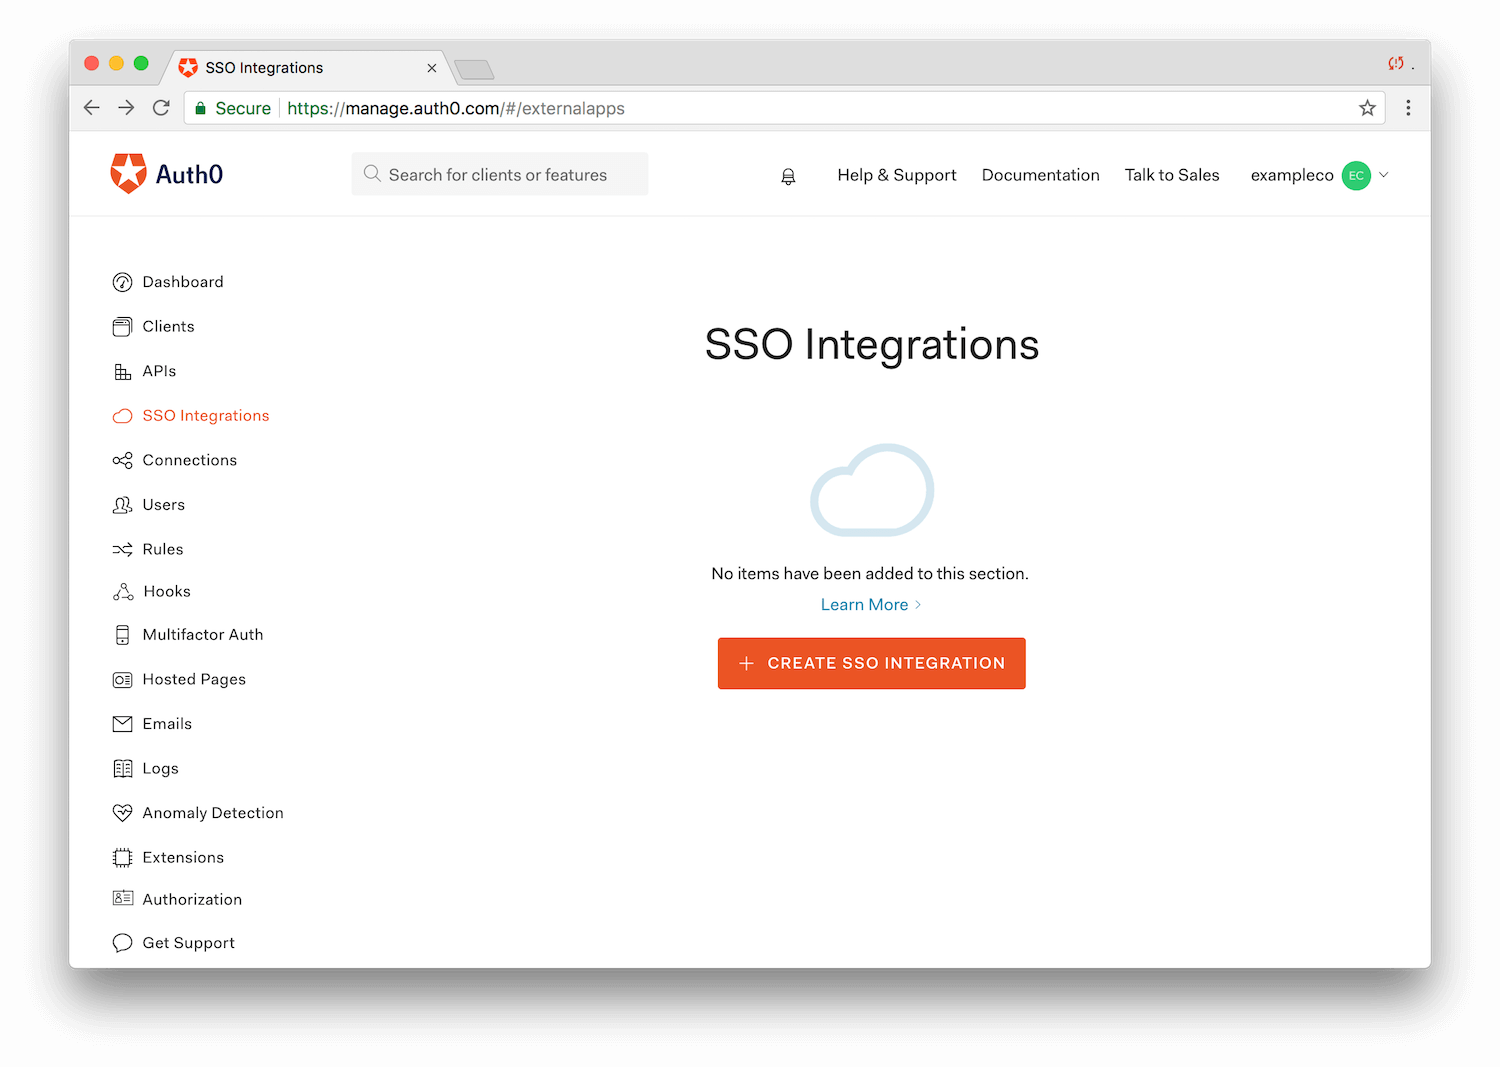 SSO Integrations
Secure https://manage.auth0.com/#/externalapps
Auth0
Search for clients or features
Help & Support
Documentation
Talk to Sales
exampleco
EC
Dashboard
Clients
APIs
SSO Integrations
Connections
Users
Rules
Hooks
Multifactor Auth
Hosted Pages
Emails
Logs
Anomaly Detection
Extensions
Authorization
Get Support
SSO Integrations
No items have been added to this section.
Learn More
CREATE SSO INTEGRATION